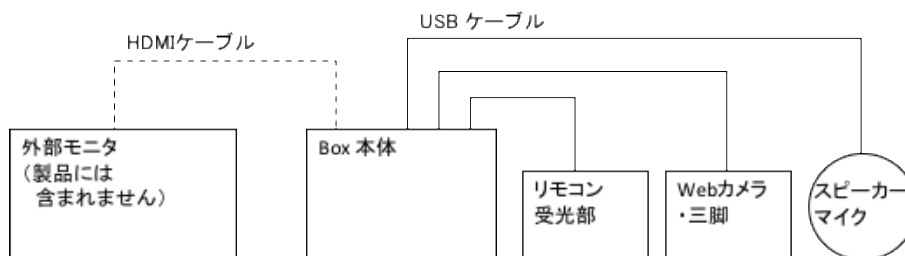 USB ケーブル
HDMIケーブル
外部モニタ
（製品には
含まれません）
Box 本体
リモコン
受光部
Webカメラ
・三脚
スピーカー
マイク